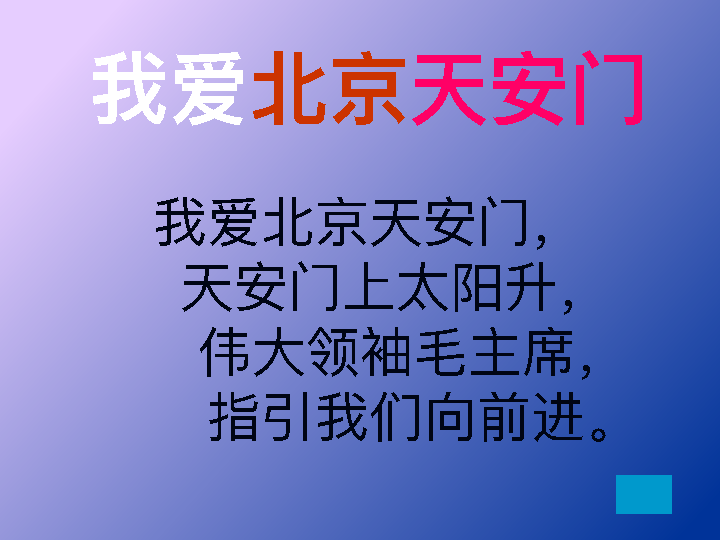 我爱北京天安门
我爱北京天安门，
天安门上太阳升，
伟大领袖毛主席，
指引我们向前进。